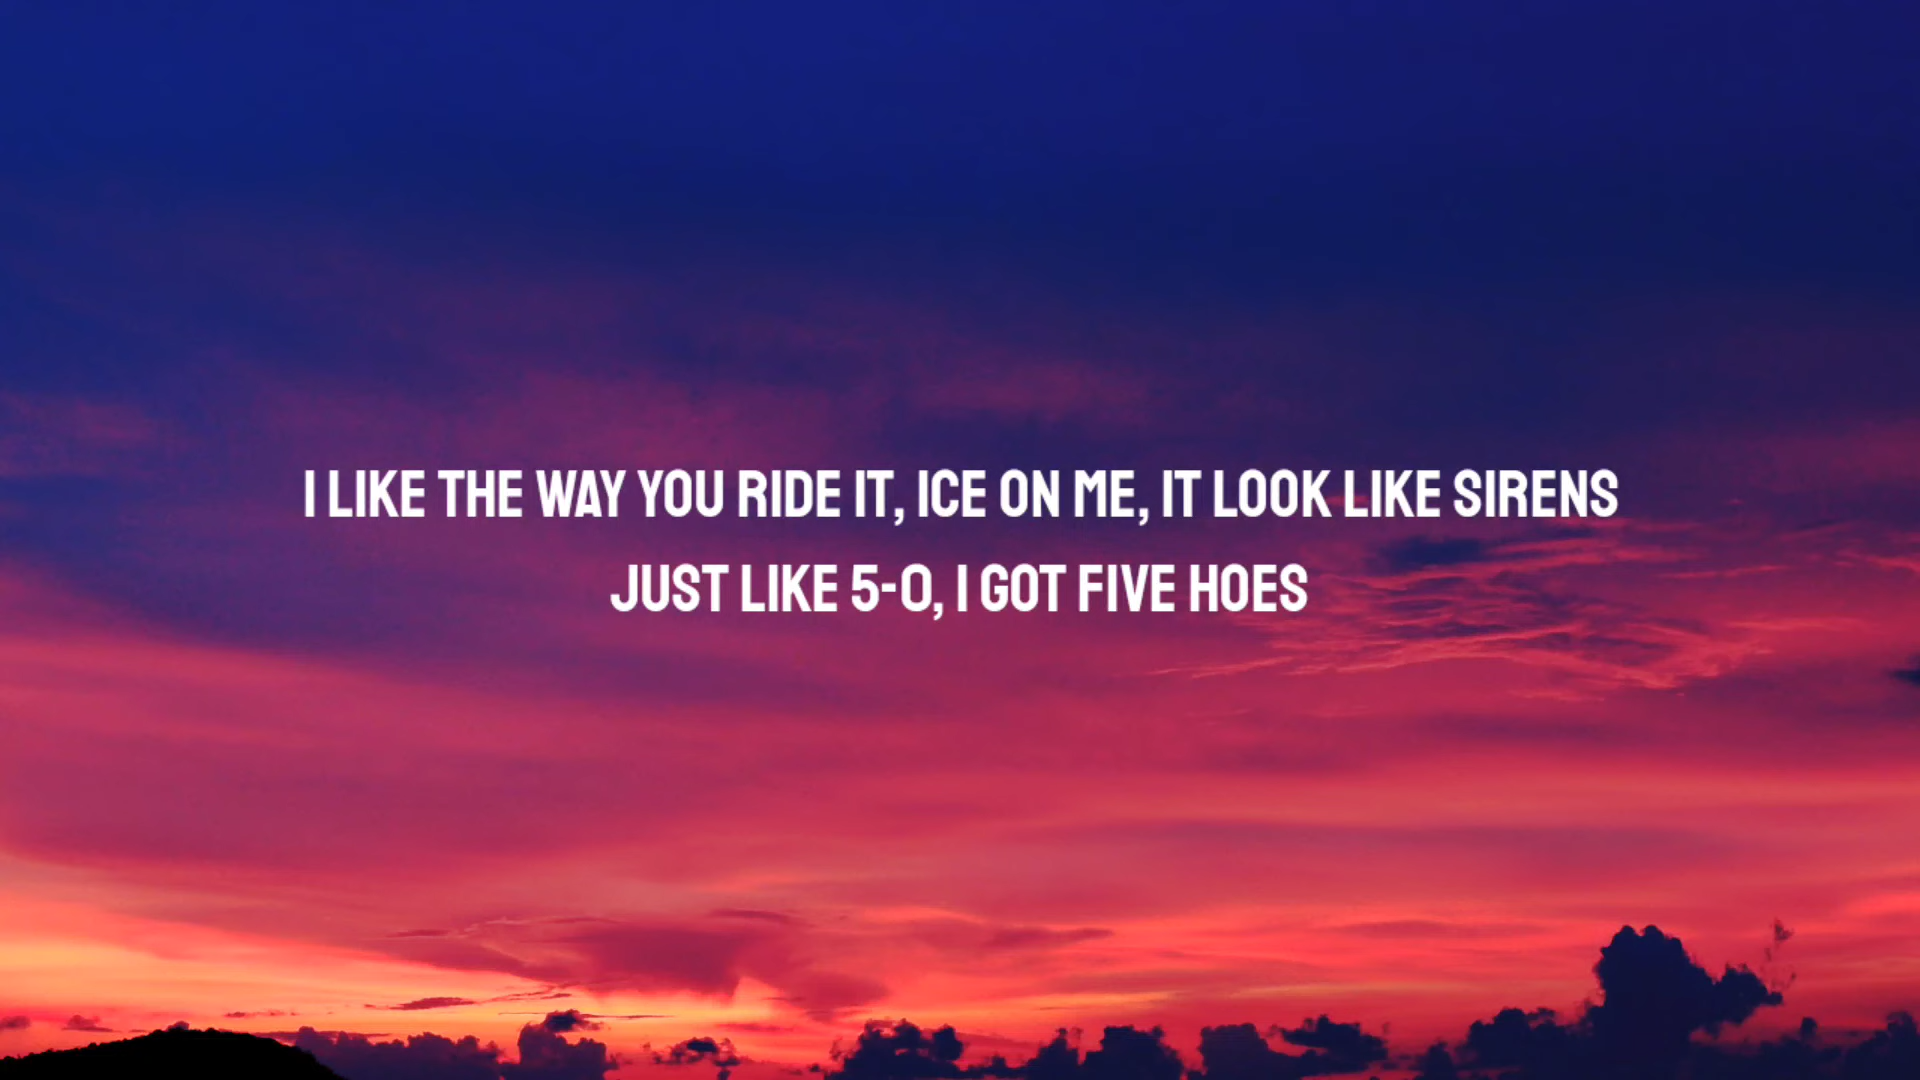 I LIKE THE WAY YOU RIDE IT, ICE ON ME, IT LOOK LIKE SIRENS
JUST LIKE 5-0, I GOT FIVE HOES